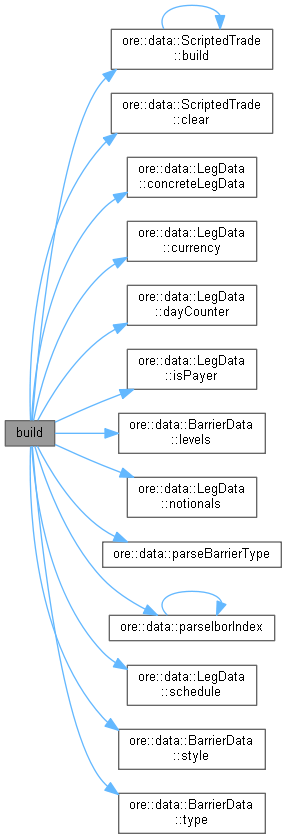 ore::data::ScriptedTrade
::build
ore::data::ScriptedTrade
::clear
ore::data::LegData
::concreteLegData
ore::data::LegData
::currency
ore::data::LegData
::dayCounter
ore::data::LegData
::isPayer
build
ore::data::BarrierData
::levels
ore::data::LegData
::notionals
ore::data::parseBarrierType
ore::data::parseIborIndex
ore::data::LegData
::schedule
ore::data::BarrierData
::style
ore::data::BarrierData
::type